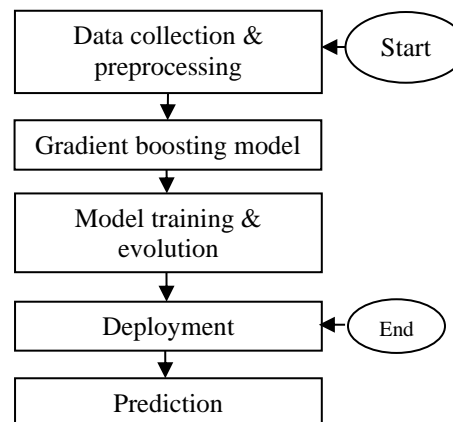 Data collection &
preprocessing
Start
Gradient boosting model
Model training &
evolution
Deployment
End
Prediction